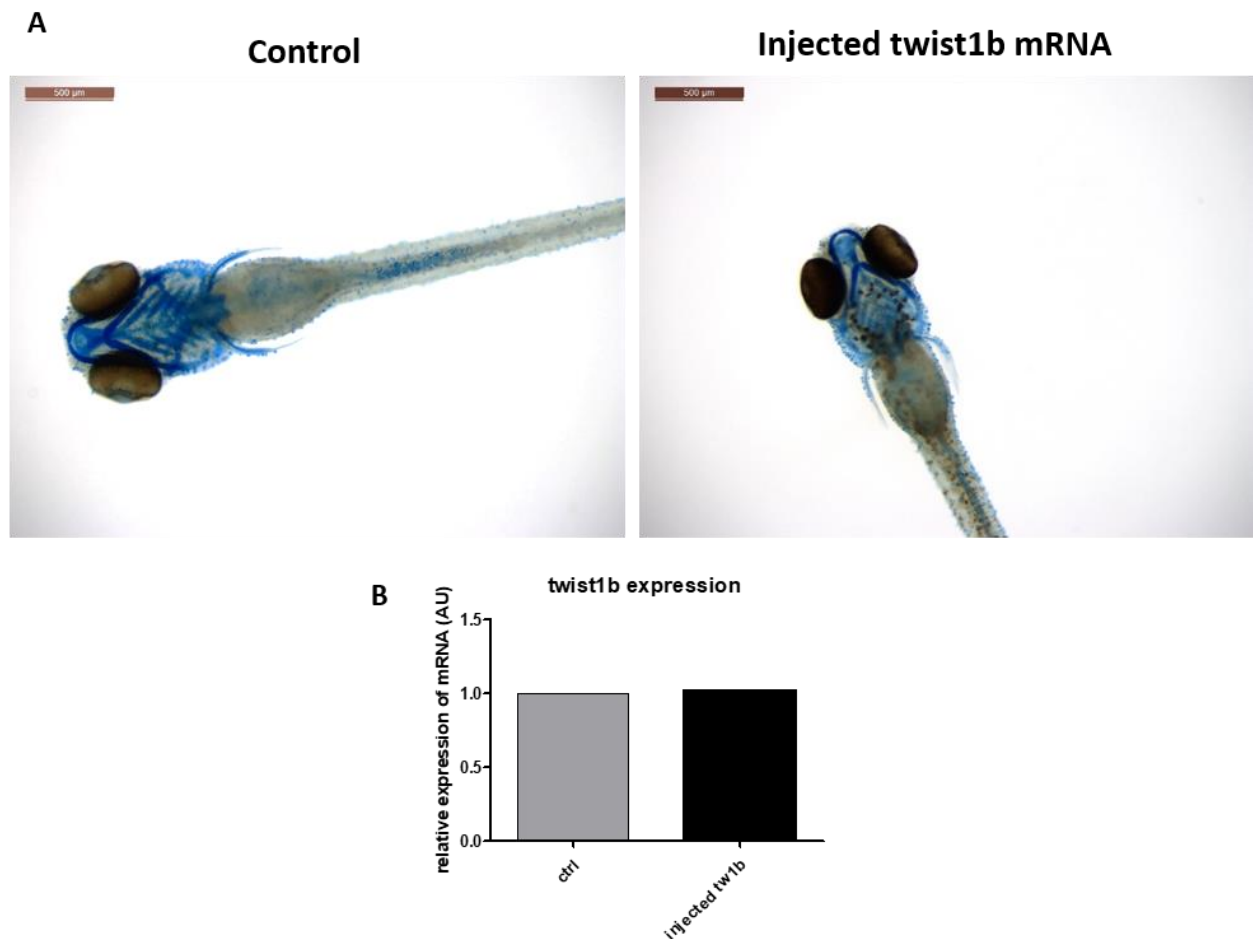 A
Control
Injected twist1b mRNA
500 µm
500 µm
B
twist1b expression
relative expression of mRNA (AU)
1.5
1.0
0.5
0.0
ctrl
injected tw1b